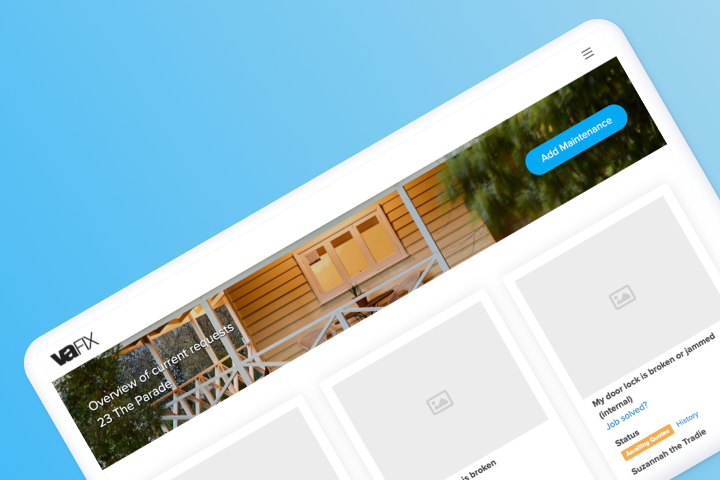 vaFIX
Add Maintenance
Overview of current requests
23 The Parade
is broken
My door lock is broken or jammed
(internal)
Job solved?
Status
Awaiting Quotes History
Suzannah the Tradie